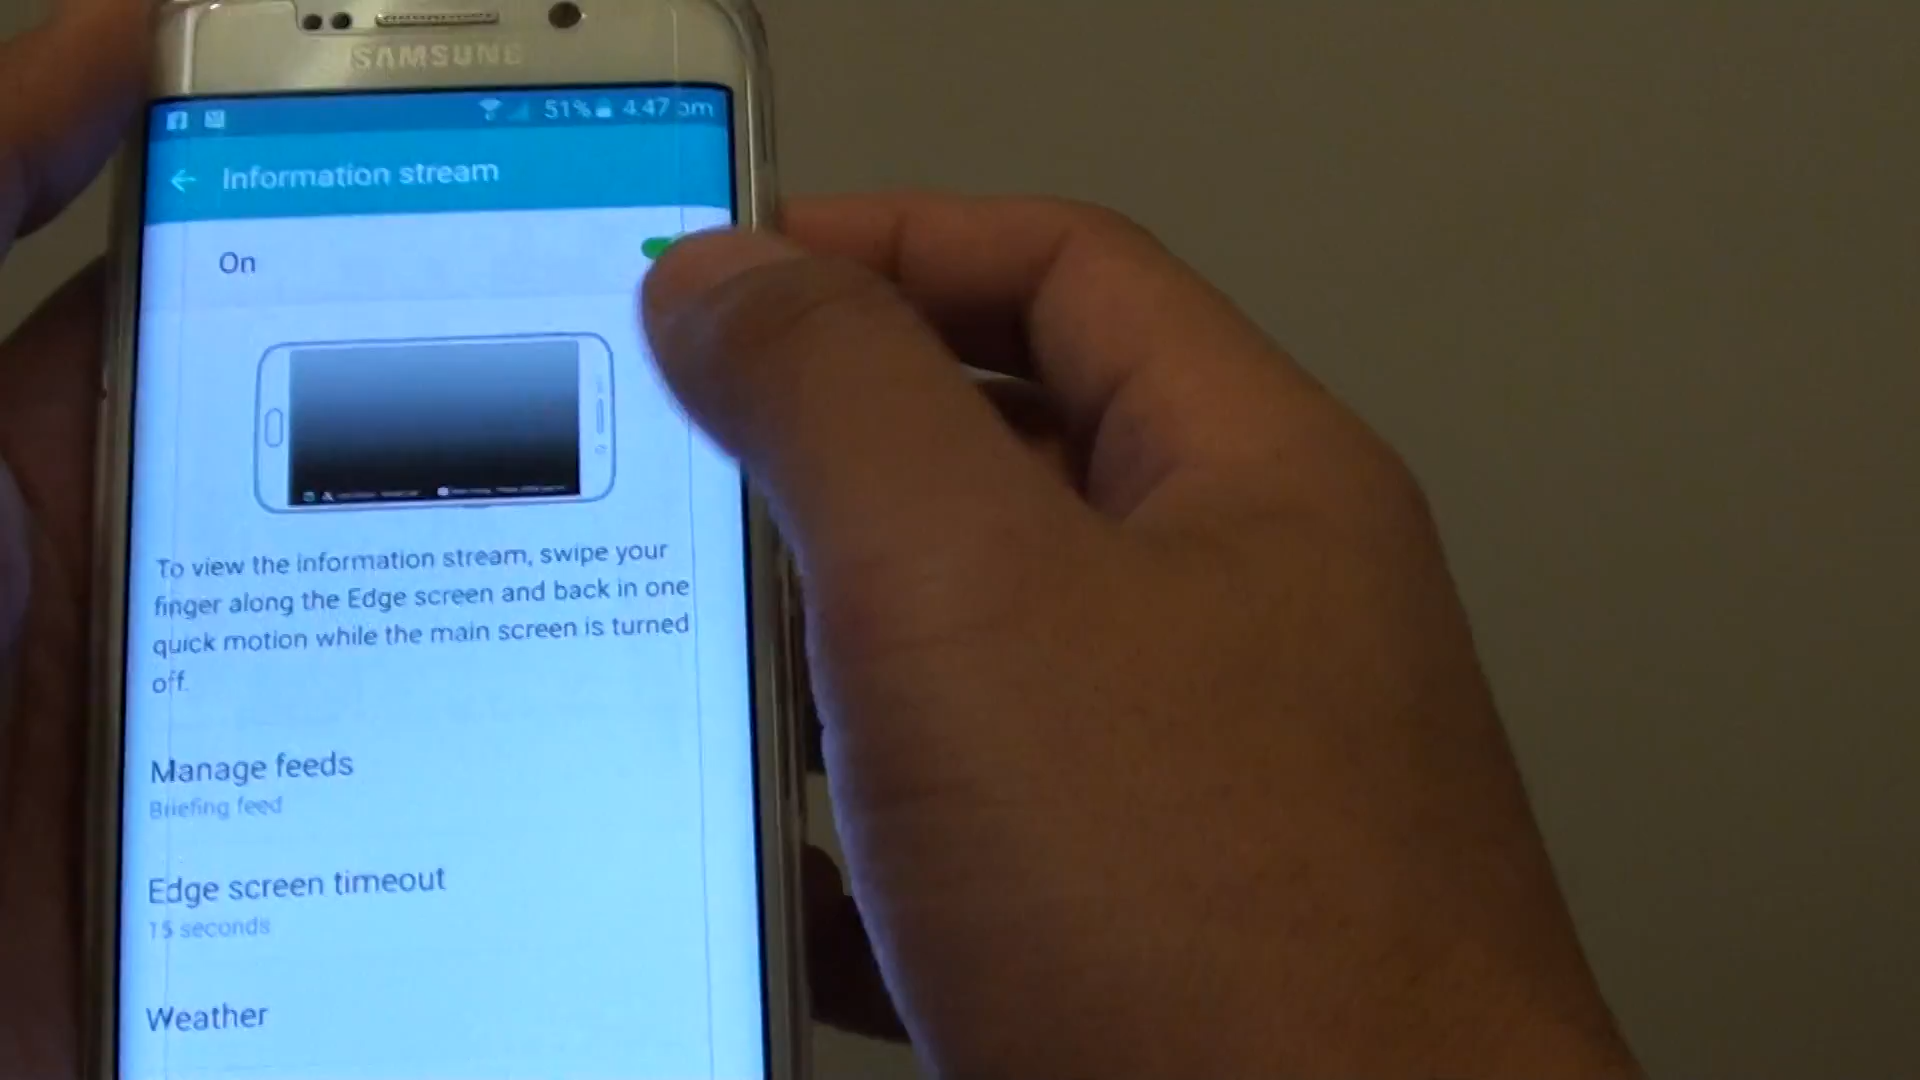 SAMSUNG
51% 4:47 pm
Information stream
On
To view the information stream, swipe your
finger along the Edge screen and back in one
quick motion while the main screen is turned
off.
Manage feeds
Briefing feed
Edge screen timeout
15 seconds
Weather